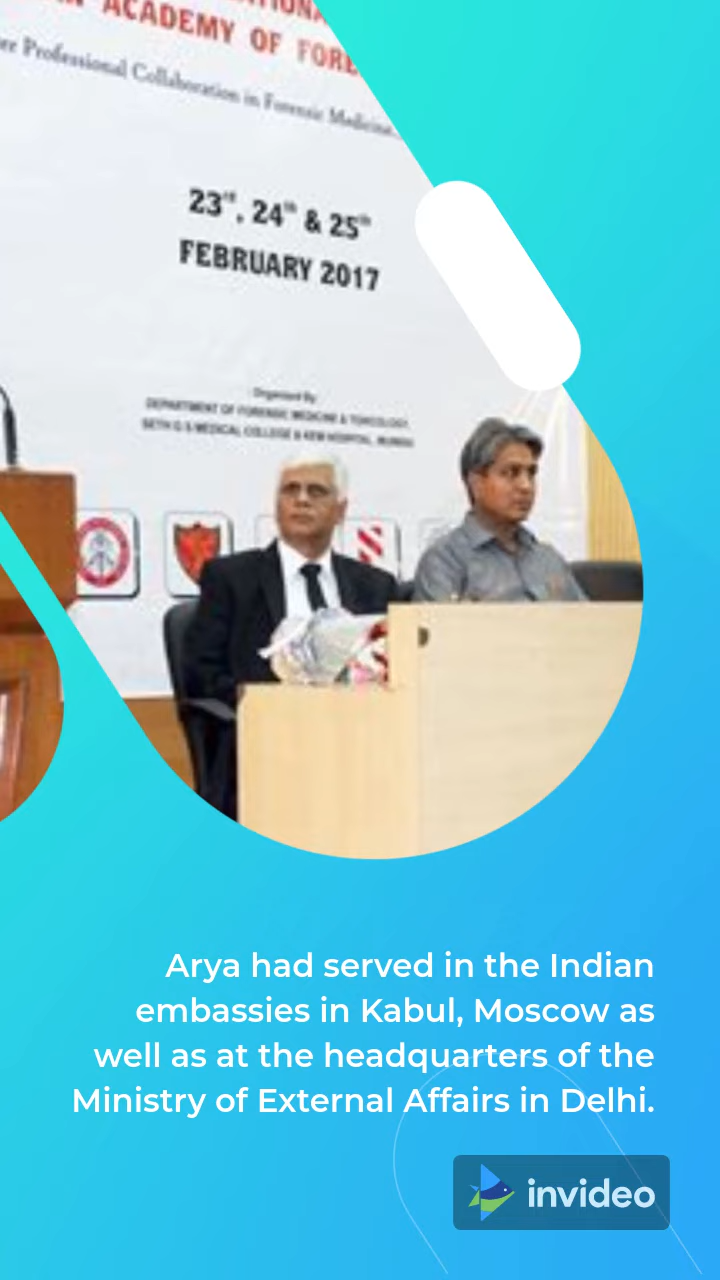 ACADEMY OF
Professional Collaboration in Forensic Medicine...
23rd, 24th & 25th
FEBRUARY 2017
Organised By
DEPARTMENT OF FORENSIC MEDICINE & TOXICOLOGY,
SETH G S MEDICAL COLLEGE & KEM HOSPITAL, MUMBAI
Arya had served in the Indian
embassies in Kabul, Moscow as
well as at the headquarters of the
Ministry of External Affairs in Delhi.
invideo